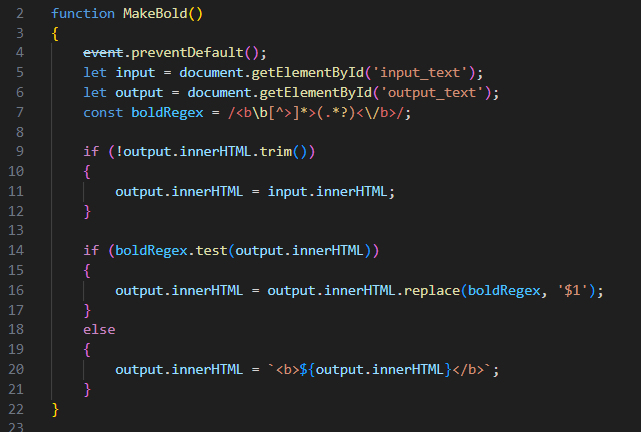 2 function MakeBold()
3 {
4 event.preventDefault();
5 let input = document.getElementById('input_text');
6 let output = document.getElementById('output_text');
7 const boldRegex = /<b\b[^>]*>(.*?)<\/b>/;
8
9 if (!output.innerHTML.trim())
10 {
11 output.innerHTML = input.innerHTML;
12 }
13
14 if (boldRegex.test(output.innerHTML))
15 {
16 output.innerHTML = output.innerHTML.replace(boldRegex, '$1');
17 }
18 else
19 {
20 output.innerHTML = `<b>${output.innerHTML}</b>`;
21 }
22 }
23